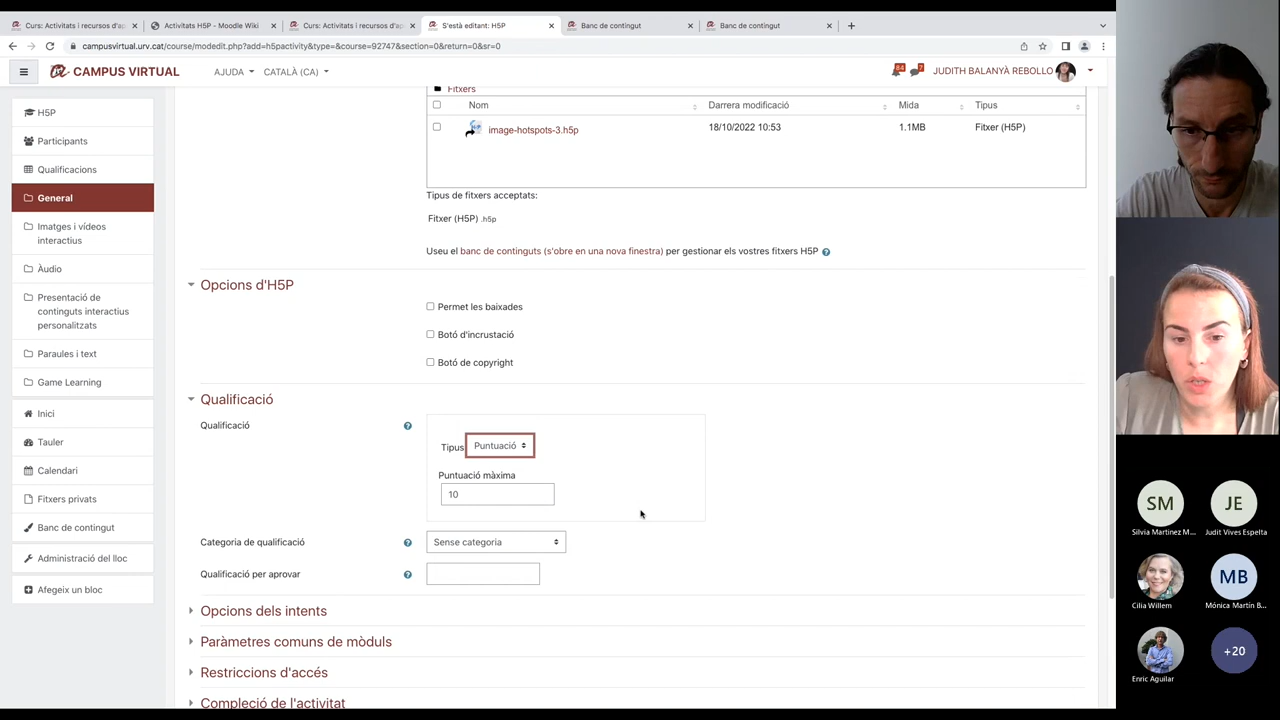 Curs: Activitats i recursos d'ap
Activitats H5P - Moodle Wiki
Curs: Activitats i recursos d'ap
S'està editant: H5P
Banc de contingut
Banc de contingut
campusvirtual.urv.cat/course/modedit.php?add=h5pactivity&type=&course=92747&section=0&return=0&sr=0
CAMPUS VIRTUAL
AJUDA
CATALÀ (CA)
84
7
JUDITH BALANYÀ REBOLLO
H5P
Participants
Qualificacions
General
Imatges i vídeos
interactius
Àudio
Presentació de
continguts interactius
personalitzats
Paraules i text
Game Learning
Inici
Tauler
Calendari
Fitxers privats
Banc de contingut
Administració del lloc
Afegeix un bloc
Fitxers
Nom
Darrera modificació
Mida
Tipus
image-hotspots-3.h5p
18/10/2022 10:53
1.1MB
Fitxer (H5P)
Tipus de fitxers acceptats:
Fitxer (H5P) .h5p
Useu el banc de continguts (s'obre en una nova finestra) per gestionar els vostres fitxers H5P
Opcions d'H5P
Permet les baixades
Botó d'incrustació
Botó de copyright
Qualificació
Qualificació
Tipus
Puntuació
Puntuació màxima
10
Categoria de qualificació
Sense categoria
Qualificació per aprovar
Opcions dels intents
Paràmetres comuns de mòduls
Restriccions d'accés
Compleció de l'activitat
SM
Silvia Martinez M...
JE
Judit Vives Espelta
Cilia Willem
MB
Mónica Martín B...
Enric Aguilar
+20